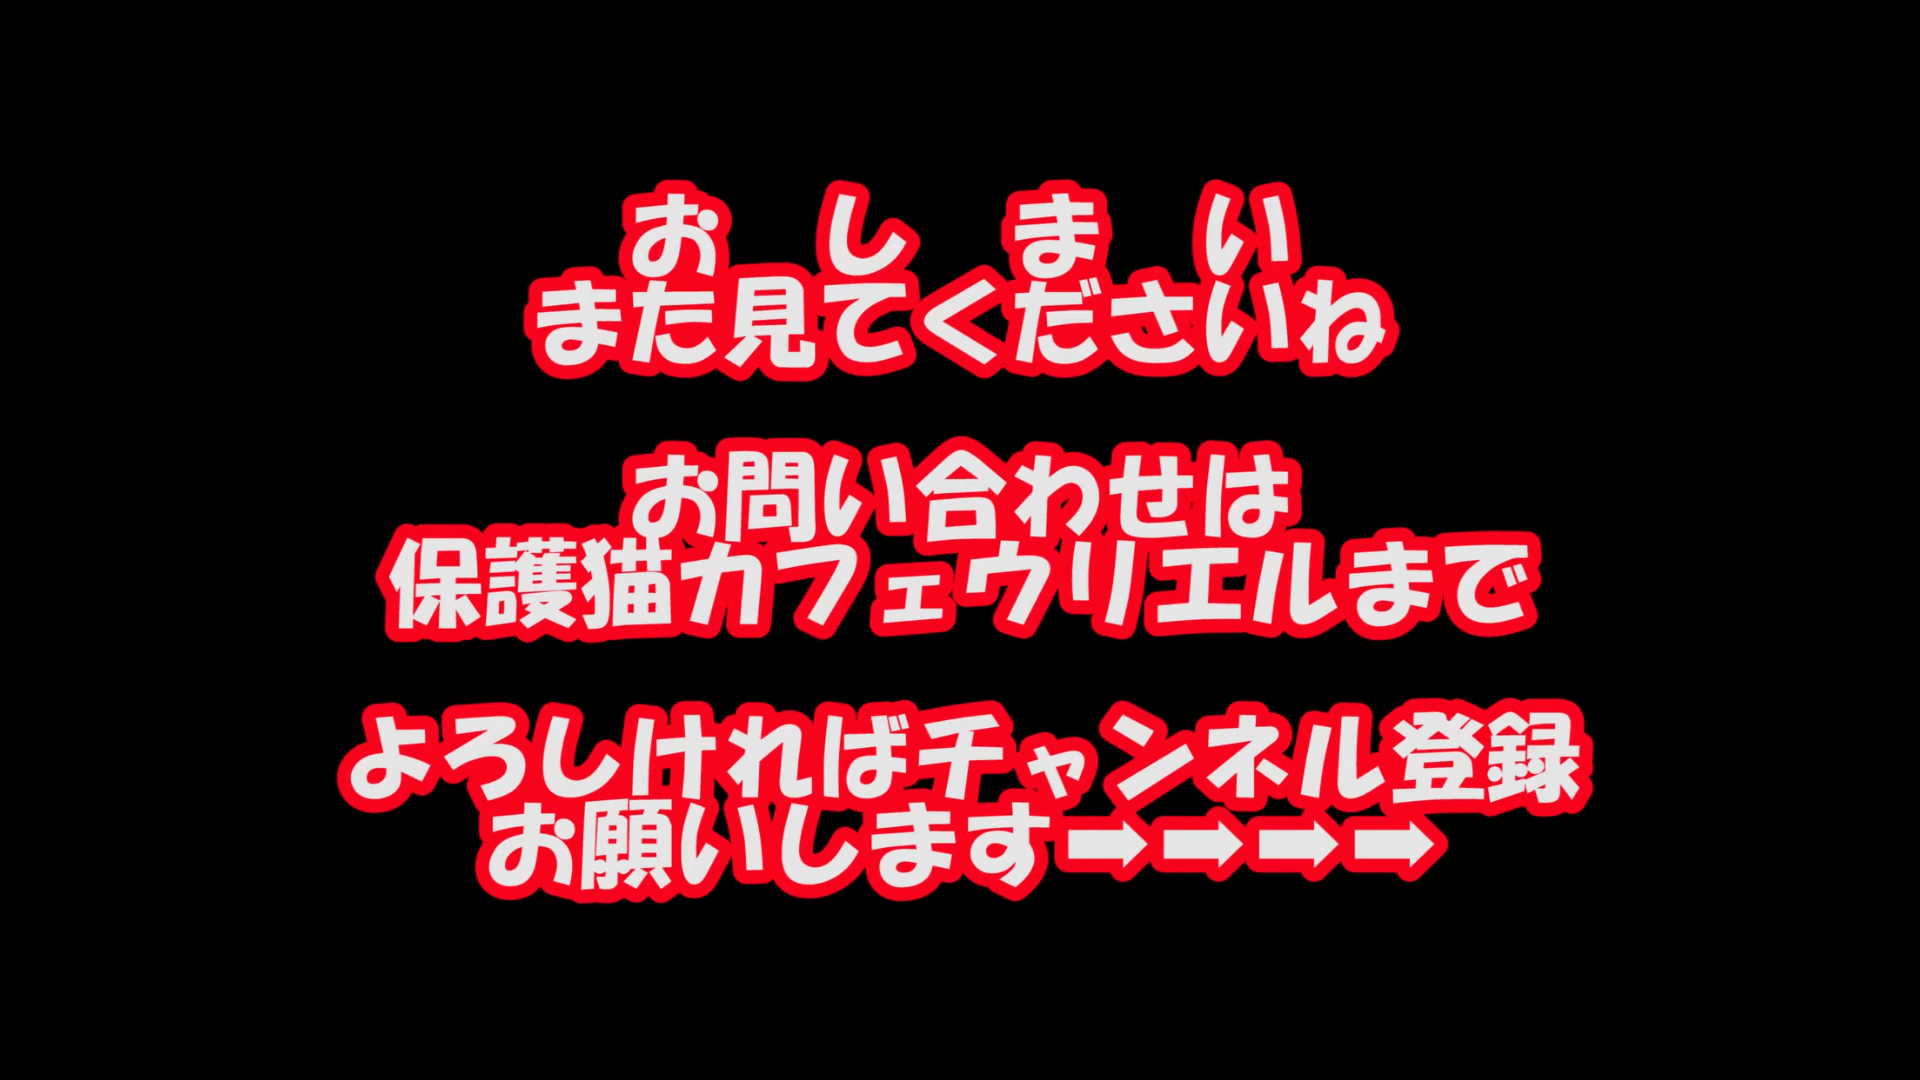 お　し　ま　い
また見てくださいね
お問い合わせは
保護猫カフェウリエルまで
よろしければチャンネル登録
お願いします➡➡➡➡